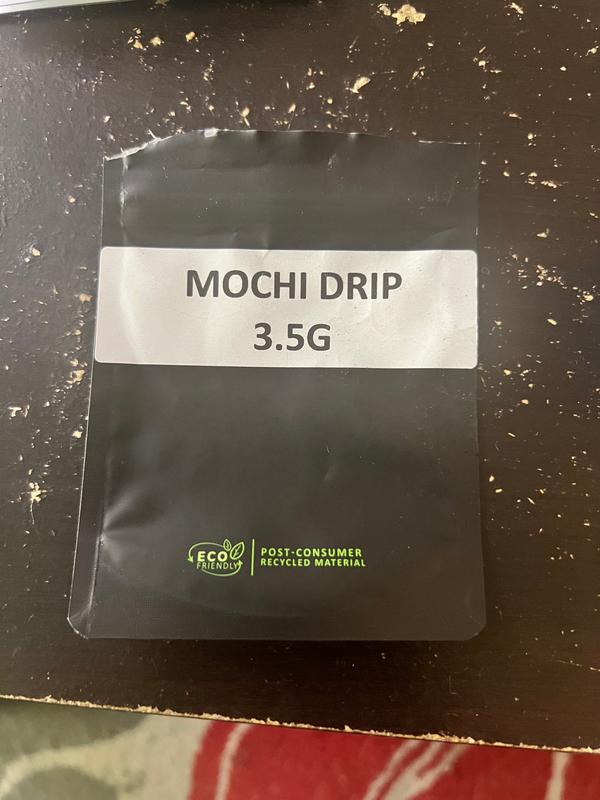 MOCHI DRIP
3.5G
ECO
FRIENDLY
POST-CONSUMER
RECYCLED MATERIAL